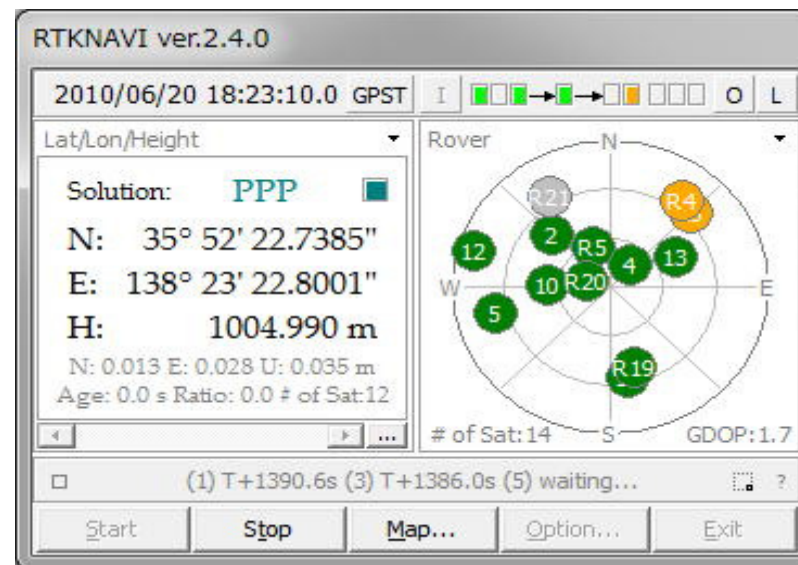 RTKNAVI ver.2.4.0
2010/06/20 18:23:10.0 GPST I O L
Lat/Lon/Height
Solution: PPP
N: 35° 52' 22.7385"
E: 138° 23' 22.8001"
H: 1004.990 m
N: 0.013 E: 0.028 U: 0.035 m
Age: 0.0 s Ratio: 0.0 # of Sat:12
...
Rover
N
R21 R4
2 R5
12 4 13
W 10 R20 E
5
R19
# of Sat:14 S GDOP:1.7
(1) T+1390.6s (3) T+1386.0s (5) waiting... ?
Start Stop Map... Option... Exit